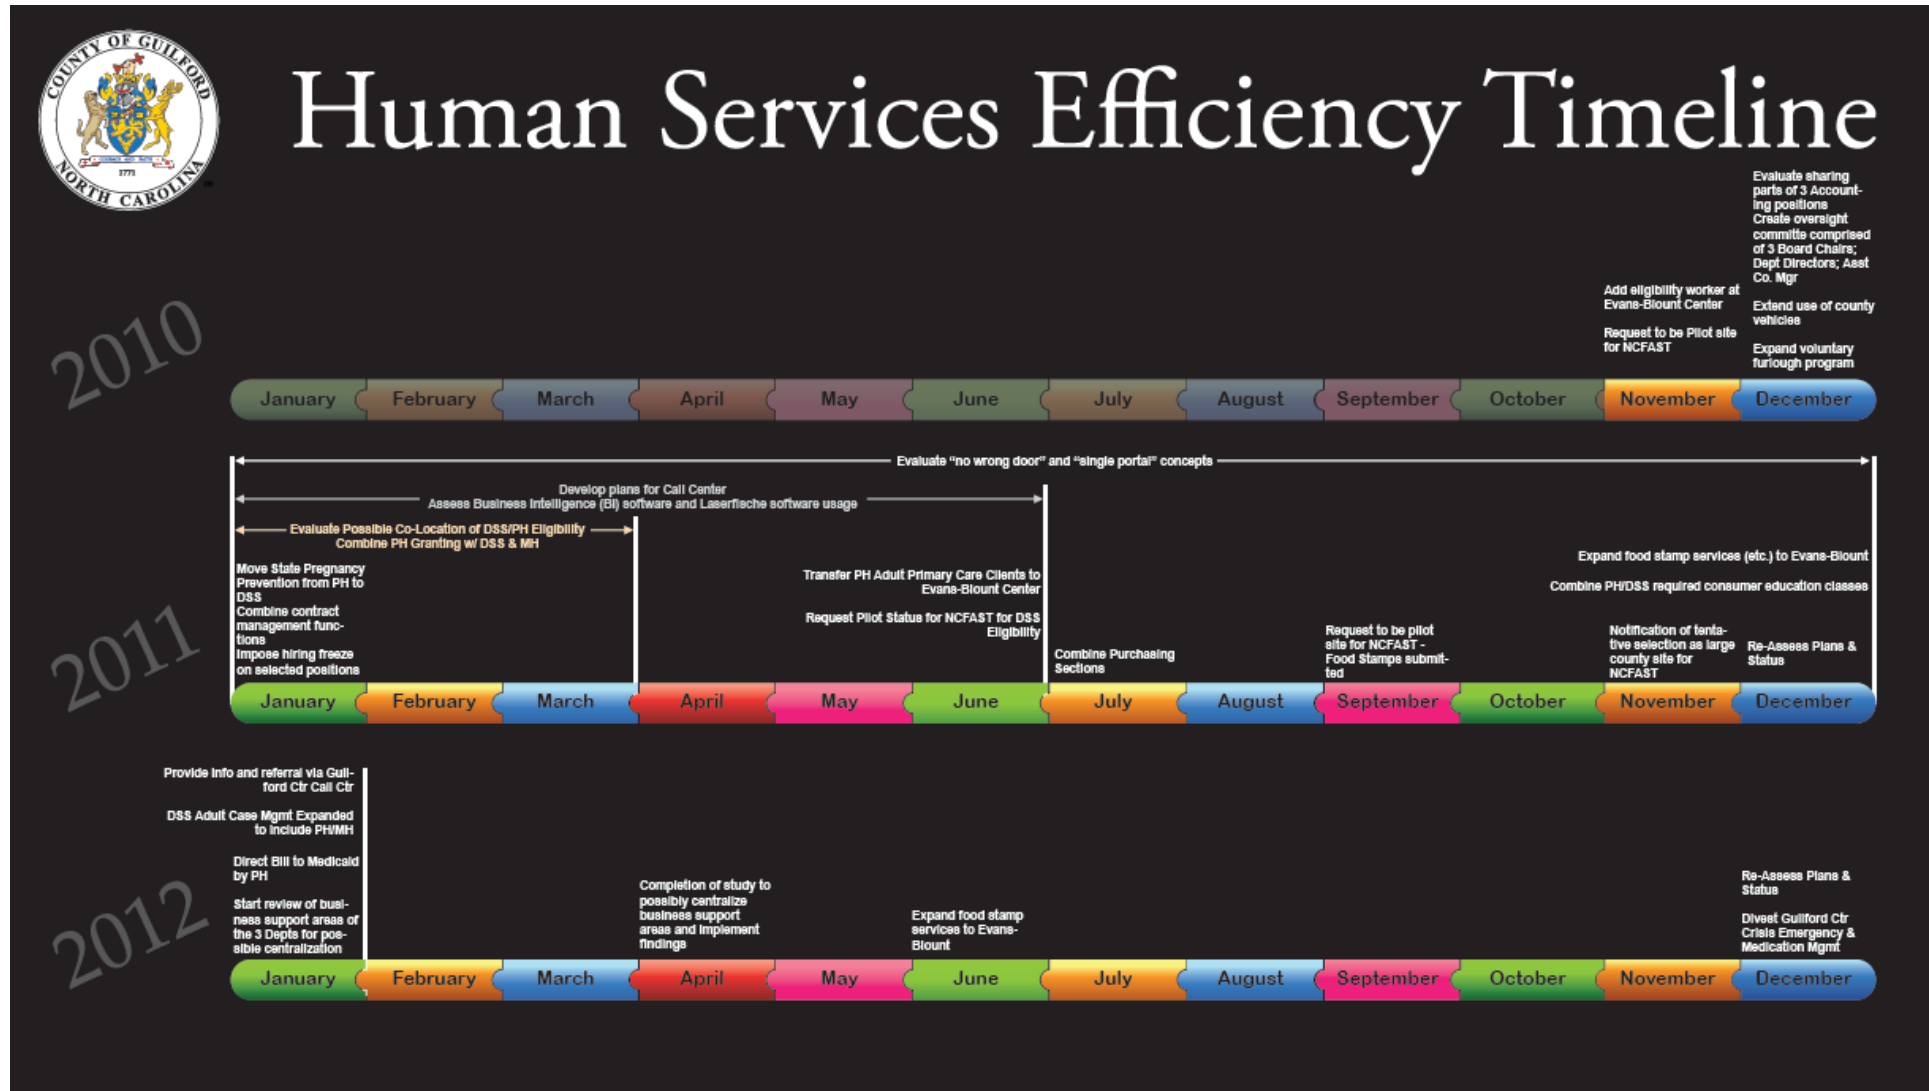 COUNTY OF GUILFORD
1771
NORTH CAROLINA
Human Services Efficiency Timeline
2010
Add eligibility worker at
Evans-Blount Center
Request to be Pilot site
for NCFAST
Evaluate sharing
parts of 3 Account-
ing positions
Create oversight
committe comprised
of 3 Board Chairs;
Dept Directors; Asst
Co. Mgr
Extend use of county
vehicles
Expand voluntary
furlough program
January February March April May June July August September October November December
Evaluate “no wrong door” and “single portal” concepts
Develop plans for Call Center
Assess Business Intelligence (BI) software and Laserfische software usage
Evaluate Possible Co-Location of DSS/PH Eligibility
Combine PH Granting w/ DSS & MH
2011
Move State Pregnancy
Prevention from PH to
DSS
Combine contract
management func-
tions
Impose hiring freeze
on selected positions
Transfer PH Adult Primary Care Clients to
Evans-Blount Center
Request Pilot Status for NCFAST for DSS
Eligibility
Combine Purchasing
Sections
Request to be pilot
site for NCFAST -
Food Stamps submit-
ted
Expand food stamp services (etc.) to Evans-Blount
Combine PH/DSS required consumer education classes
Notification of tenta-
tive selection as large
county site for
NCFAST
Re-Assess Plans &
Status
January February March April May June July August September October November December
2012
Provide info and referral via Guil-
ford Ctr Call Ctr
DSS Adult Case Mgmt Expanded
to include PH/MH
Direct Bill to Medicaid
by PH
Start review of busi-
ness support areas of
the 3 Depts for pos-
sible centralization
Completion of study to
possibly centralize
business support
areas and implement
findings
Expand food stamp
services to Evans-
Blount
Re-Assess Plans &
Status
Divest Guilford Ctr
Crisis Emergency &
Medication Mgmt
January February March April May June July August September October November December